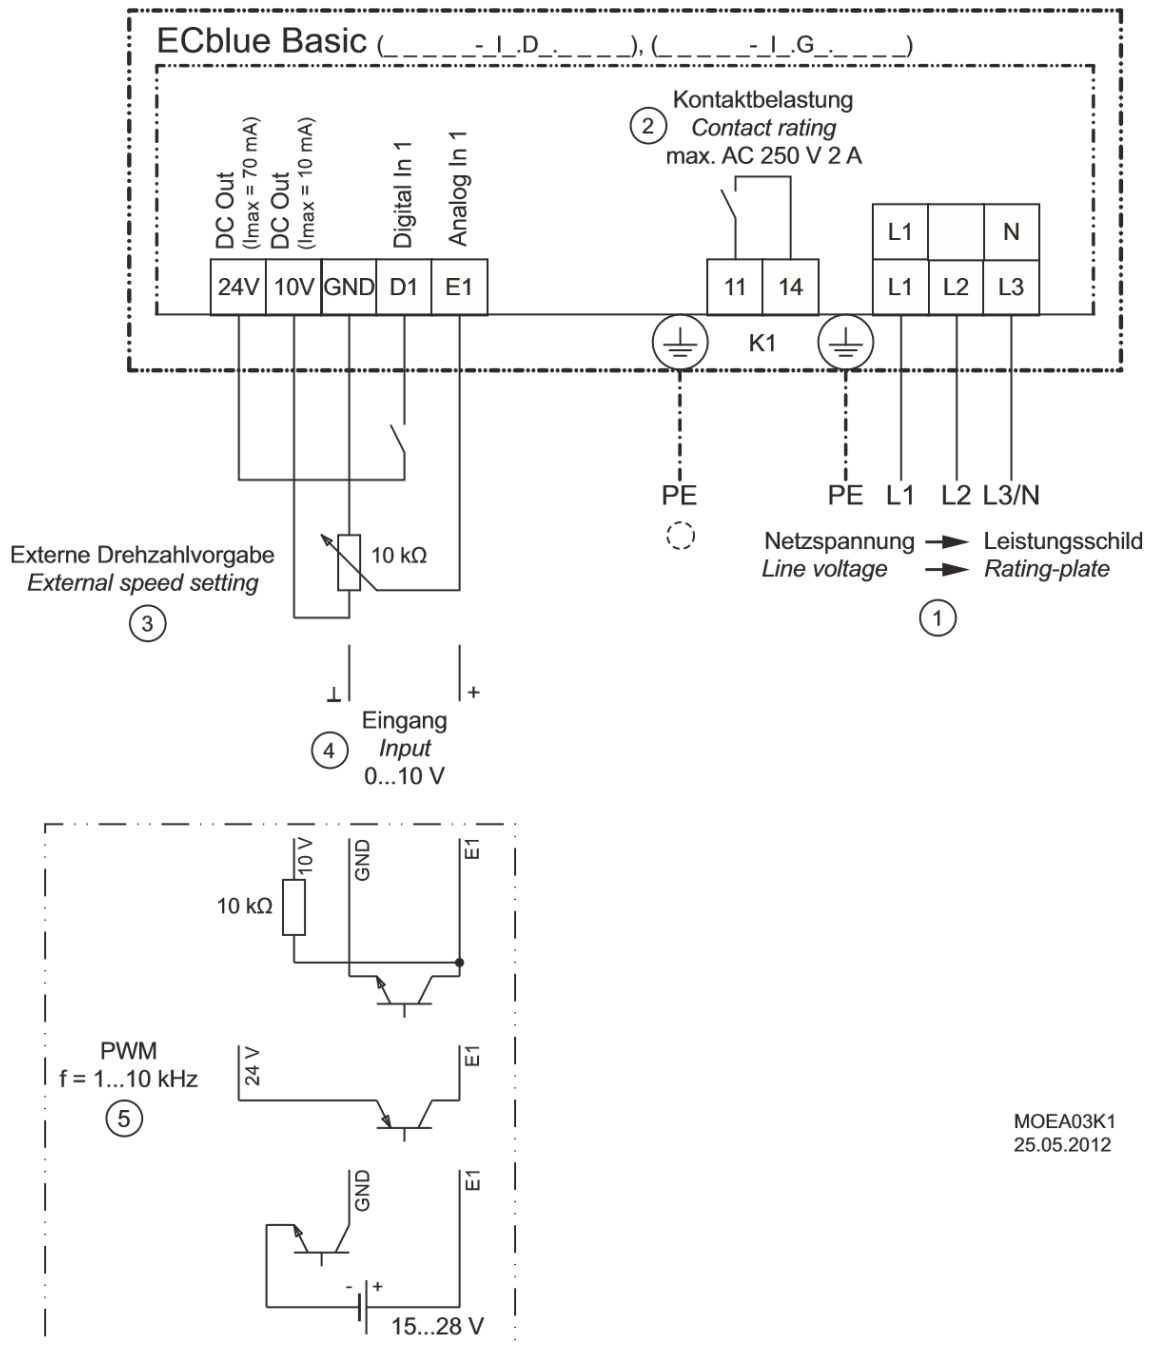 ECblue Basic (_ _ _ _ _-_I_.D_._ _ _ _), (_ _ _ _ _-_I_.G_._ _ _ _)
Kontaktbelastung
2
Contact rating
max. AC 250 V 2 A
DC Out
(Imax = 70 mA)
DC Out
(Imax = 10 mA)
Digital In 1
Analog In 1
L1 N
24V 10V GND D1 E1 11 14 L1 L2 L3
K1
PE PE L1 L2 L3/N
Externe Drehzahlvorgabe
External speed setting
3
10 kΩ
Netzspannung Leistungsschild
Line voltage Rating-plate
1
⊥ +
Eingang
4
Input
0...10 V
10 V GND E1
10 kΩ
PWM
f = 1...10 kHz
5
24 V E1
GND E1
- +
15...28 V
MOEA03K1
25.05.2012